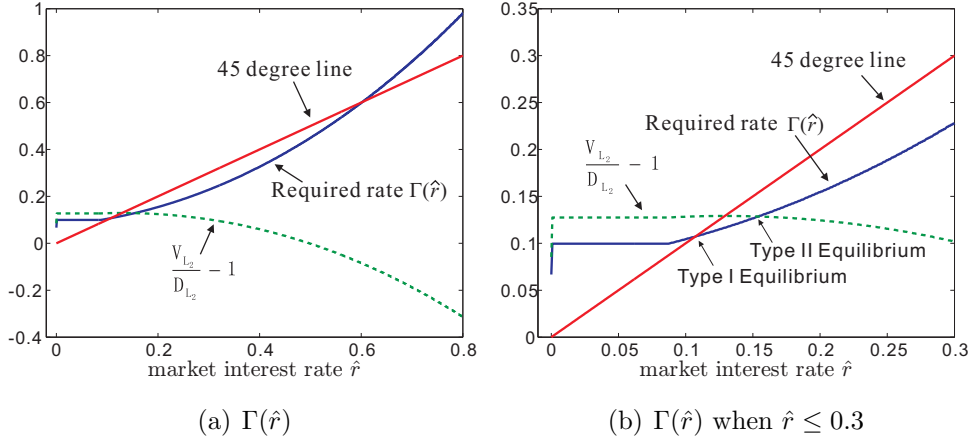 1
0.8
0.6
0.4
0.2
0
-0.2
-0.4
0
0.2
0.4
0.6
0.8
45 degree line
Required rate Γ(r̂)
V_{L_2}
D_{L_2}
− 1
market interest rate r̂
(a) Γ(r̂)
0.35
0.3
0.25
0.2
0.15
0.1
0.05
0
0
0.05
0.1
0.15
0.2
0.25
0.3
45 degree line
Required rate Γ(r̂)
V_{L_2}
D_{L_2}
− 1
Type II Equilibrium
Type I Equilibrium
market interest rate r̂
(b) Γ(r̂) when r̂ ≤ 0.3